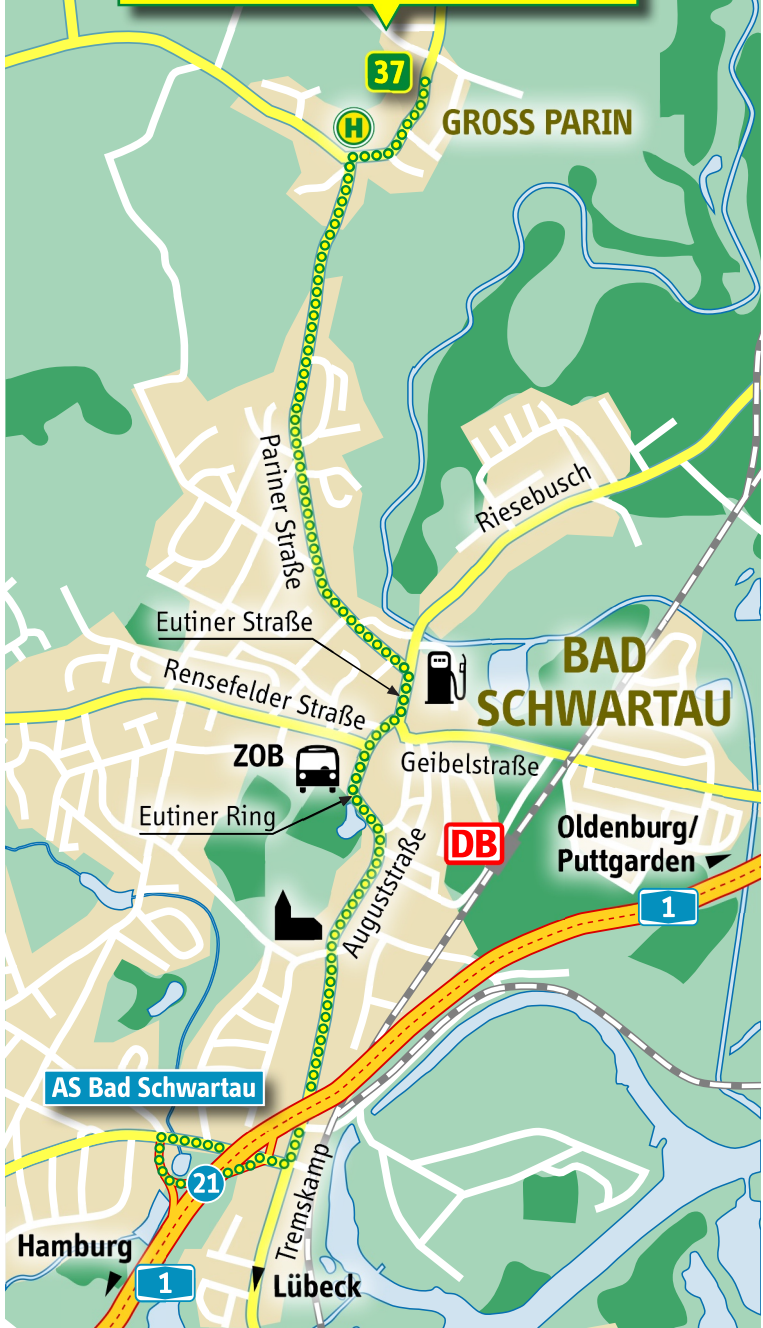 37
H
GROSS PARIN
Pariner Straße
Riesebusch
Eutiner Straße
BAD
SCHWARTAU
Rensefelder Straße
ZOB
Geibelstraße
Eutiner Ring
DB
Oldenburg/
Puttgarden
Auguststraße
1
AS Bad Schwartau
21
Tremskamp
Hamburg
1
Lübeck